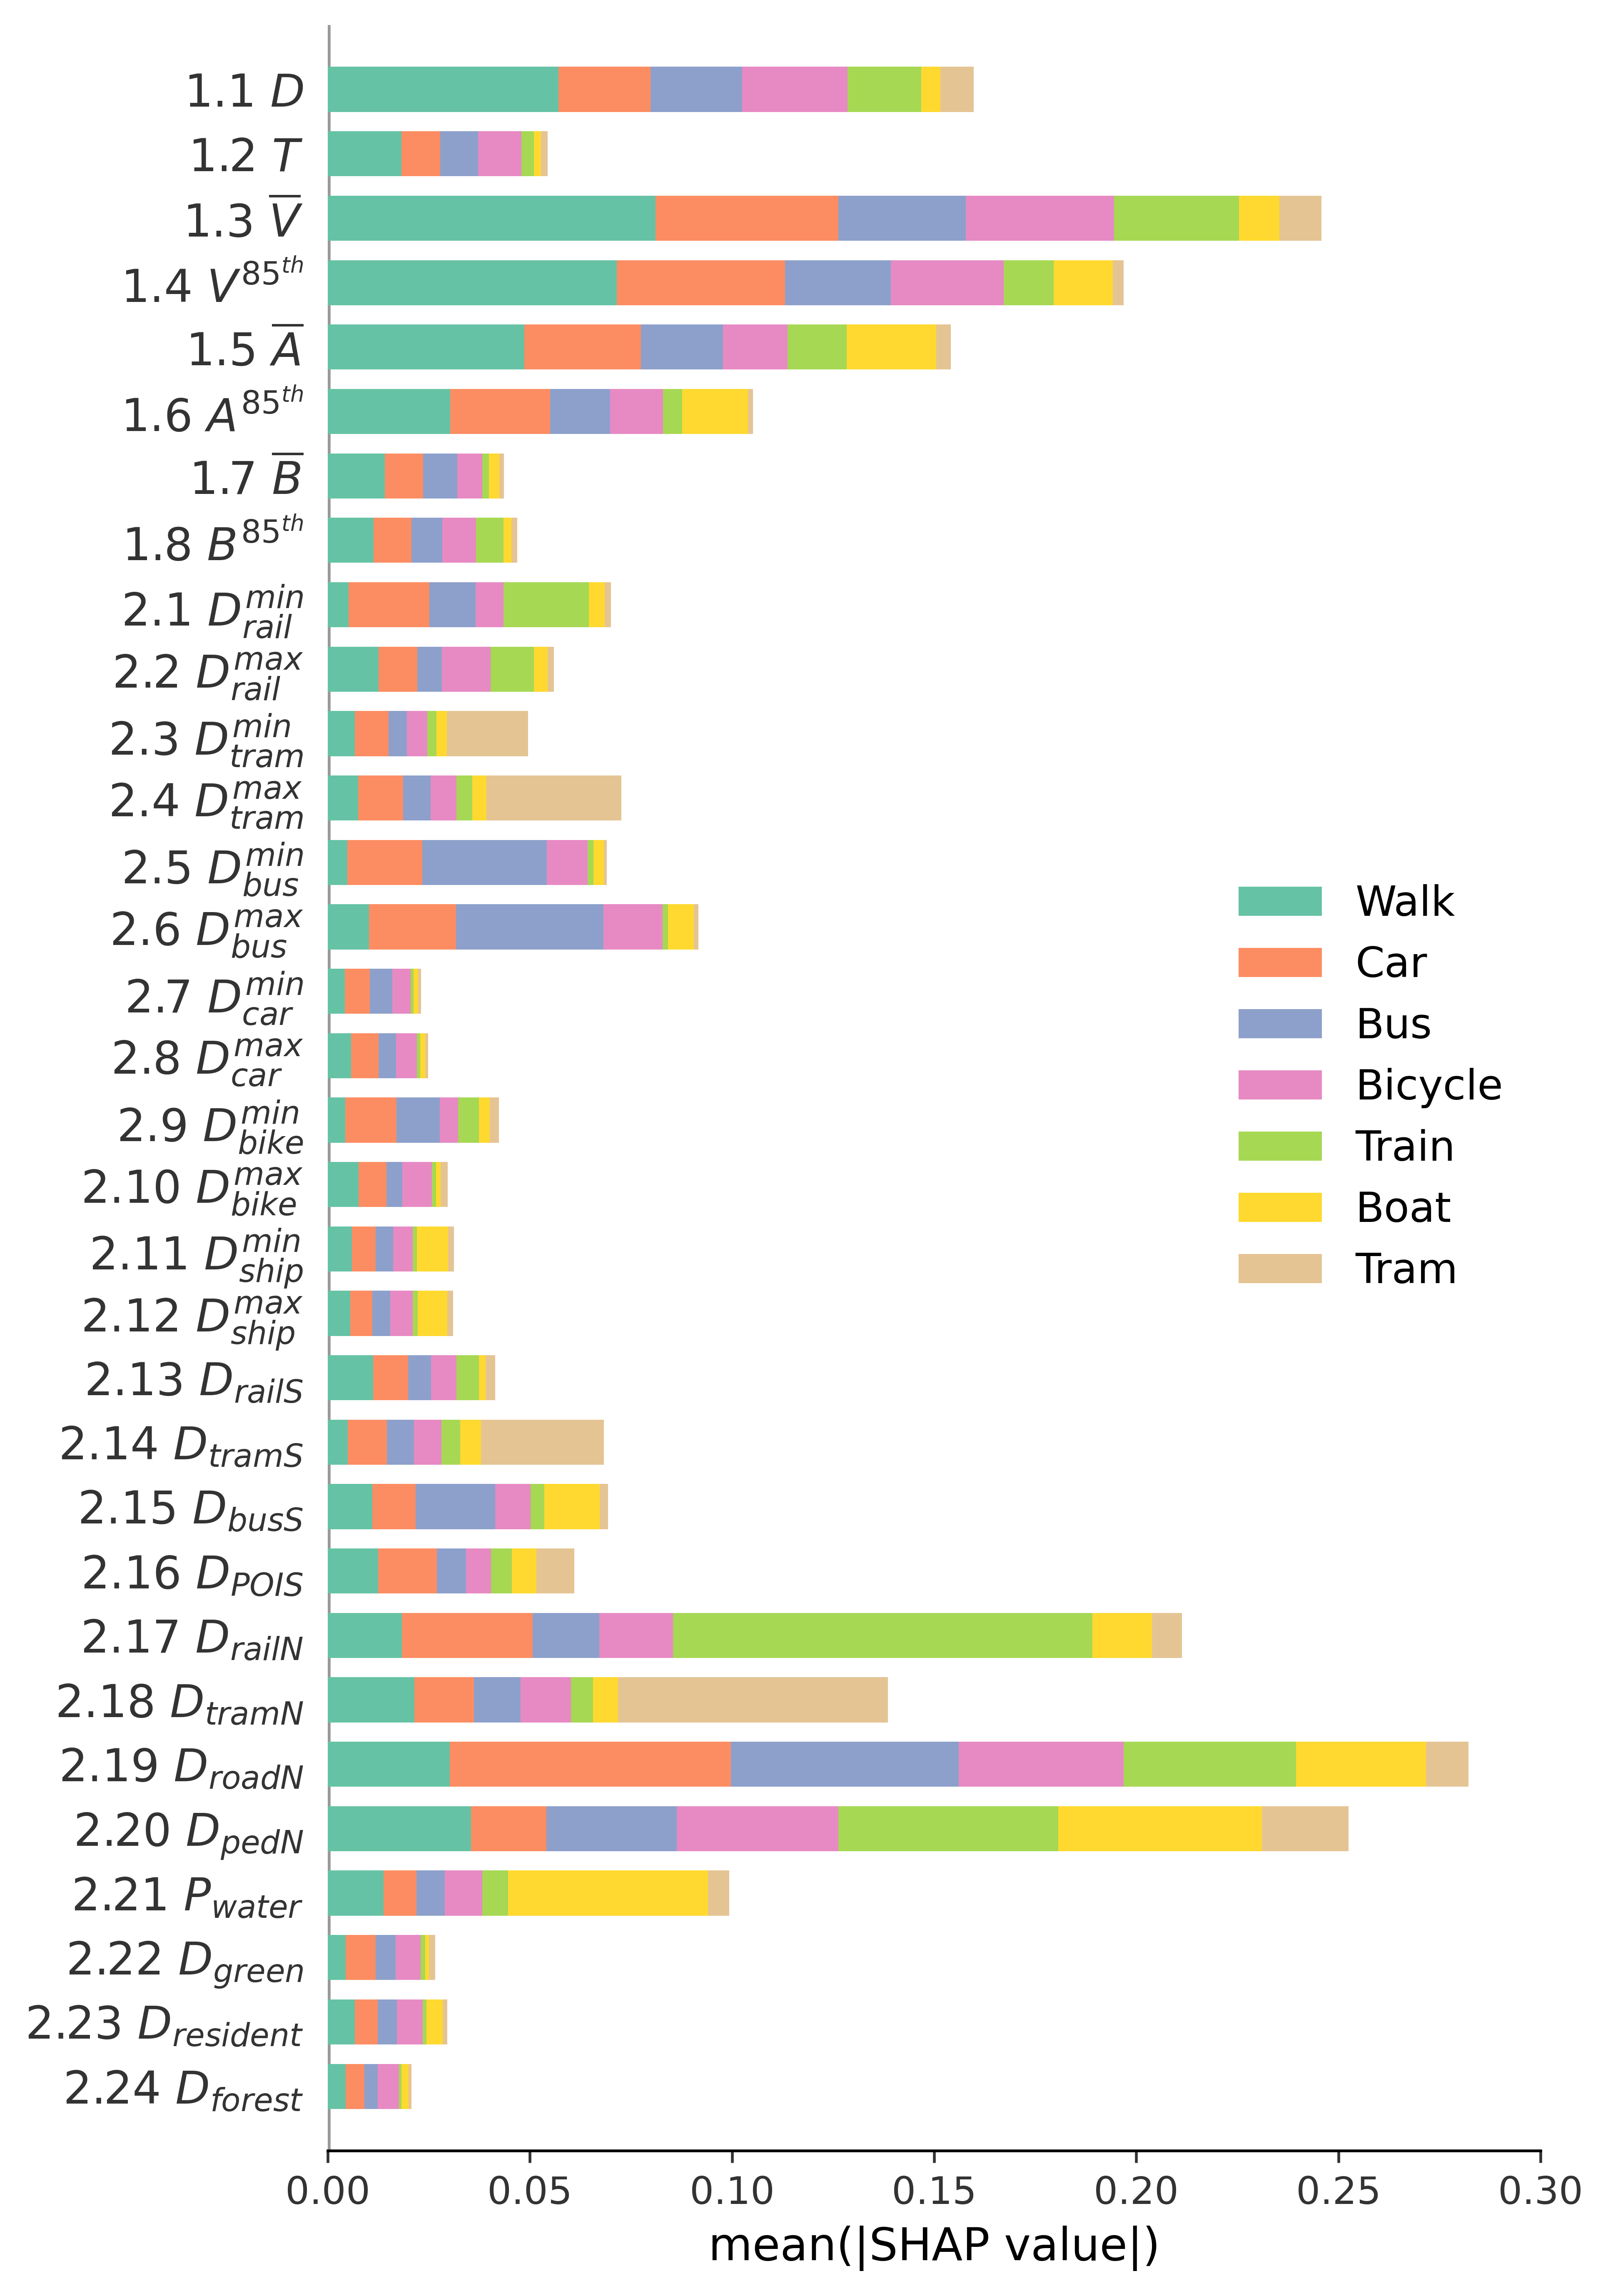 1.1 D
1.2 T
1.3 V̅
1.4 V^85^th
1.5 A̅
1.6 A^85^th
1.7 B̅
1.8 B^85^th
2.1 D_rail^min
2.2 D_rail^max
2.3 D_tram^min
2.4 D_tram^max
2.5 D_bus^min
2.6 D_bus^max
2.7 D_car^min
2.8 D_car^max
2.9 D_bike^min
2.10 D_bike^max
2.11 D_ship^min
2.12 D_ship^max
2.13 D_railS
2.14 D_tramS
2.15 D_busS
2.16 D_POIS
2.17 D_railN
2.18 D_tramN
2.19 D_roadN
2.20 D_pedN
2.21 P_water
2.22 D_green
2.23 D_resident
2.24 D_forest
Walk
Car
Bus
Bicycle
Train
Boat
Tram
0.00 0.05 0.10 0.15 0.20 0.25 0.30
mean(|SHAP value|)